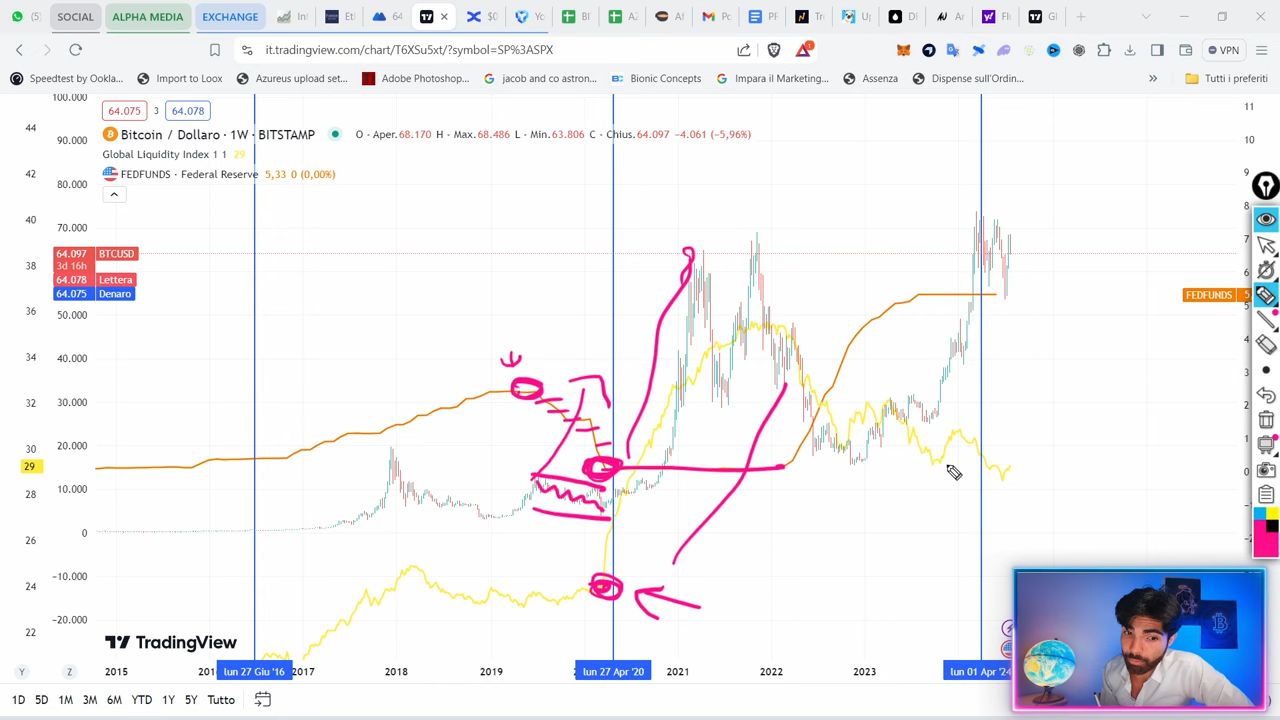 (5
SOCIAL
ALPHA MEDIA
EXCHANGE
it.tradingview.com/chart/T6XSu5xt/?symbol=SP%3ASPX
VPN
Speedtest by Ookla...
Import to Loox
Azureus upload set...
Adobe Photoshop...
jacob and co astron...
Bionic Concepts
Impara il Marketing...
Assenza
Dispense sull'Ordin...
Tutti i preferiti
64.075 3 64.078
Bitcoin / Dollaro · 1W · BITSTAMP
O - Aper.68.170 H - Max.68.486 L - Min.63.806 C - Chius.64.097 -4.061 (-5,96%)
Global Liquidity Index 1 1 29
FEDFUNDS · Federal Reserve 5,33 0 (0,00%)
44
42
40
38
36
34
32
30
29
28
26
24
22
100.000
90.000
80.000
70.000
64.097 BTCUSD
3d 16h
64.078 Lettera
64.075 Denaro
50.000
40.000
30.000
20.000
10.000
0
-10.000
-20.000
11
10
9
8
7
6
FEDFUNDS 5
4
3
2
1
0
TradingView
2015
lun 27 Giu '16
2017
2018
2019
lun 27 Apr '20
2021
2022
2023
lun 01 Apr '24
Y
Z
1D 5D 1M 3M 6M YTD 1Y 5Y Tutto